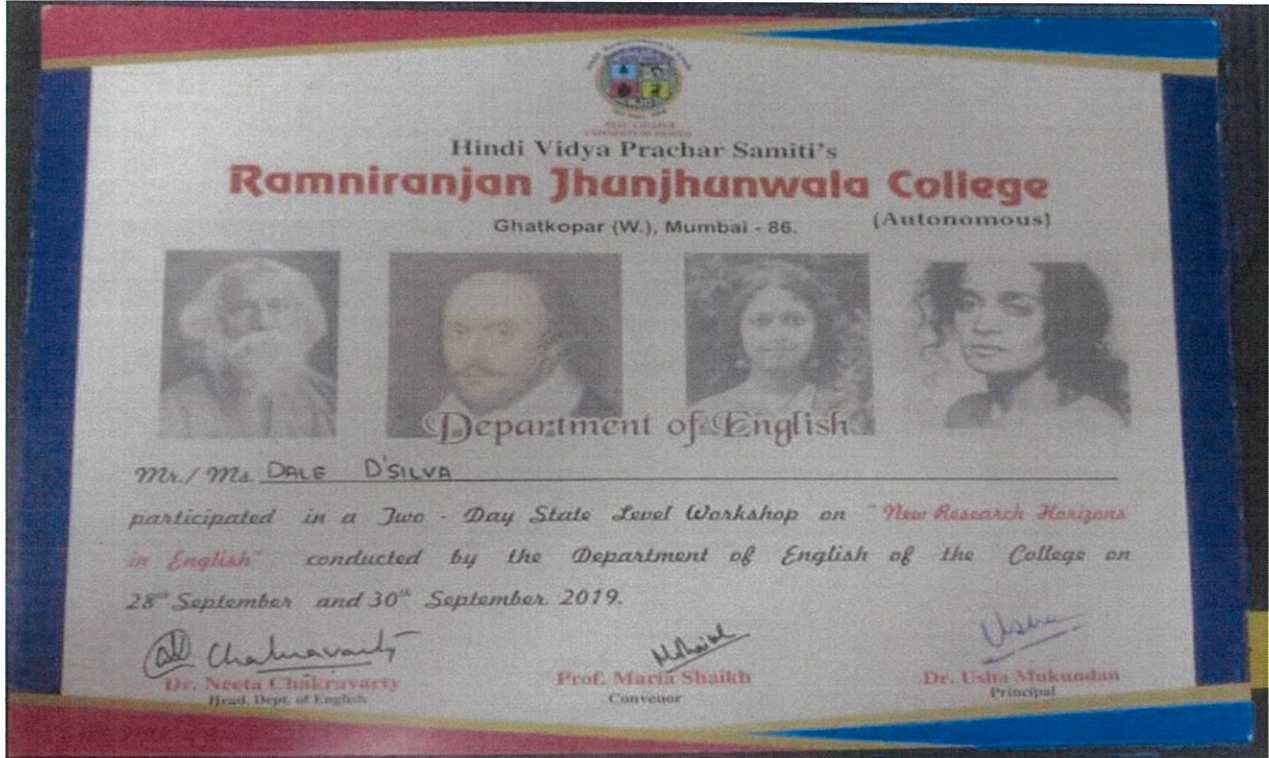 Hindi Vidya Prachar Samiti's
Ramniranjan Jhunjhunwala College
(Autonomous)
Ghatkopar (W.), Mumbai - 86.
Department of English
Mr./ Ms. DALE D'SILVA
participated in a Two - Day State Level Workshop on "New Research Horizons
in English" conducted by the Department of English of the College on
28th September and 30th September 2019.
Chakravarty
MShaikh
Usha
Dr. Neeta Chakravarty
Prof. Maria Shaikh
Dr. Usha Mukundan
Head, Dept. of English
Convenor
Principal